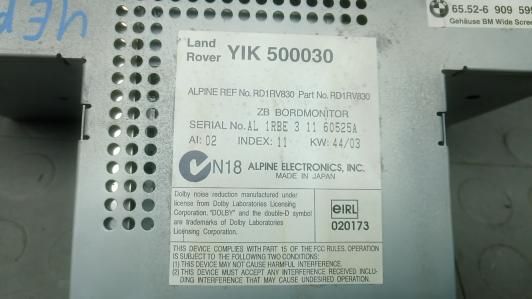 ЧЕР
Land Rover YIK 500030
65.52-6 909 595
Gehäuse BM Wide Scre
ALPINE REF No. RD1RV830 Part No. RD1RV830
ZB BORDMONITOR
SERIAL No. AL 1RBE 3 11 60525A
AI: 02 INDEX: 11 KW: 44/03
N18 ALPINE ELECTRONICS, INC.
MADE IN JAPAN
Dolby noise reduction manufactured under
license from Dolby Laboratories Licensing
Corporation. "DOLBY" and the double-D symbol
are trademarks of Dolby Laboratories
Licensing Corporation.
eIRL
020173
THIS DEVICE COMPLIES WITH PART 15 OF THE FCC RULES. OPERATION
IS SUBJECT TO THE FOLLOWING TWO CONDITIONS:
(1) THIS DEVICE MAY NOT CAUSE HARMFUL INTERFERENCE.
(2) THIS DEVICE MUST ACCEPT ANY INTERFERENCE RECEIVED INCLU-
DING INTERFERENCE THAT MAY CAUSE UNDESIRED OPERATION.